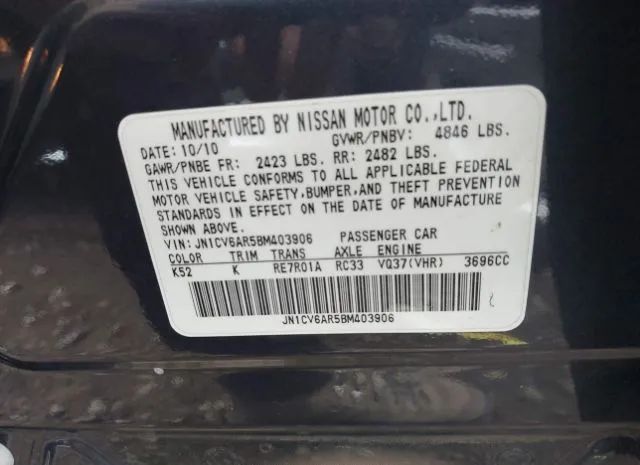 MANUFACTURED BY NISSAN MOTOR CO.,LTD.
DATE: 10/10 GVWR/PNBV: 4846 LBS.
GAWR/PNBE FR: 2423 LBS. RR: 2482 LBS.
THIS VEHICLE CONFORMS TO ALL APPLICABLE FEDERAL
MOTOR VEHICLE SAFETY, BUMPER, AND THEFT PREVENTION
STANDARDS IN EFFECT ON THE DATE OF MANUFACTURE
SHOWN ABOVE.
VIN: JN1CV6AR5BM403906 PASSENGER CAR
COLOR TRIM TRANS AXLE ENGINE
K52 K RE7R01A RC33 VQ37(VHR) 3696CC
JN1CV6AR5BM403906